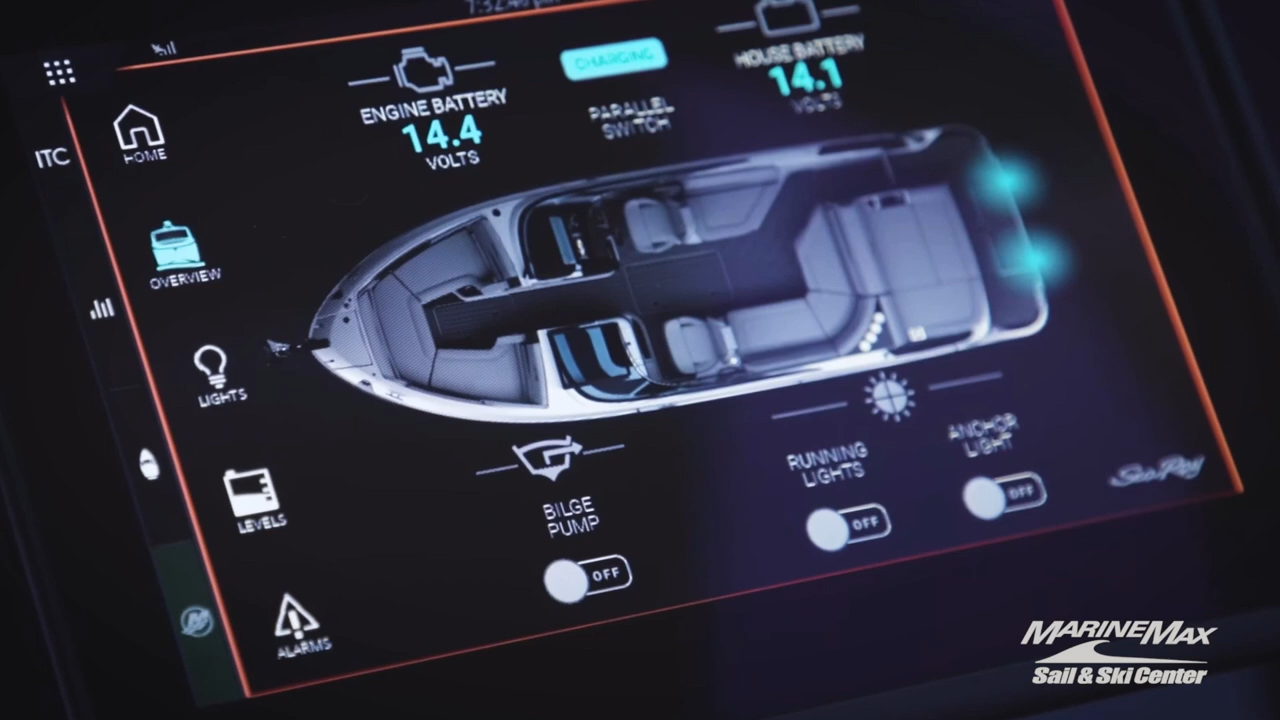 ENGINE BATTERY
14.4
VOLTS
CHARGING
PARALLEL
SWITCH
HOUSE BATTERY
14.1
VOLTS
ITC
HOME
OVERVIEW
LIGHTS
LEVELS
ALARMS
BILGE
PUMP
OFF
RUNNING
LIGHTS
OFF
ANCHOR
LIGHT
OFF
Sea Ray
MARINEMAX
Sail & Ski Center